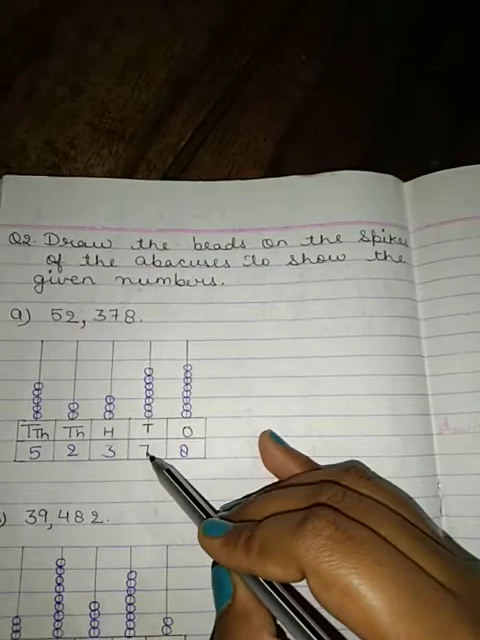 Q2. Draw the beads on the Spikes
of the abacuses to show the
given numbers.
a) 52,378.
TTh Th H T O
5 2 3 7 8
) 39,482.